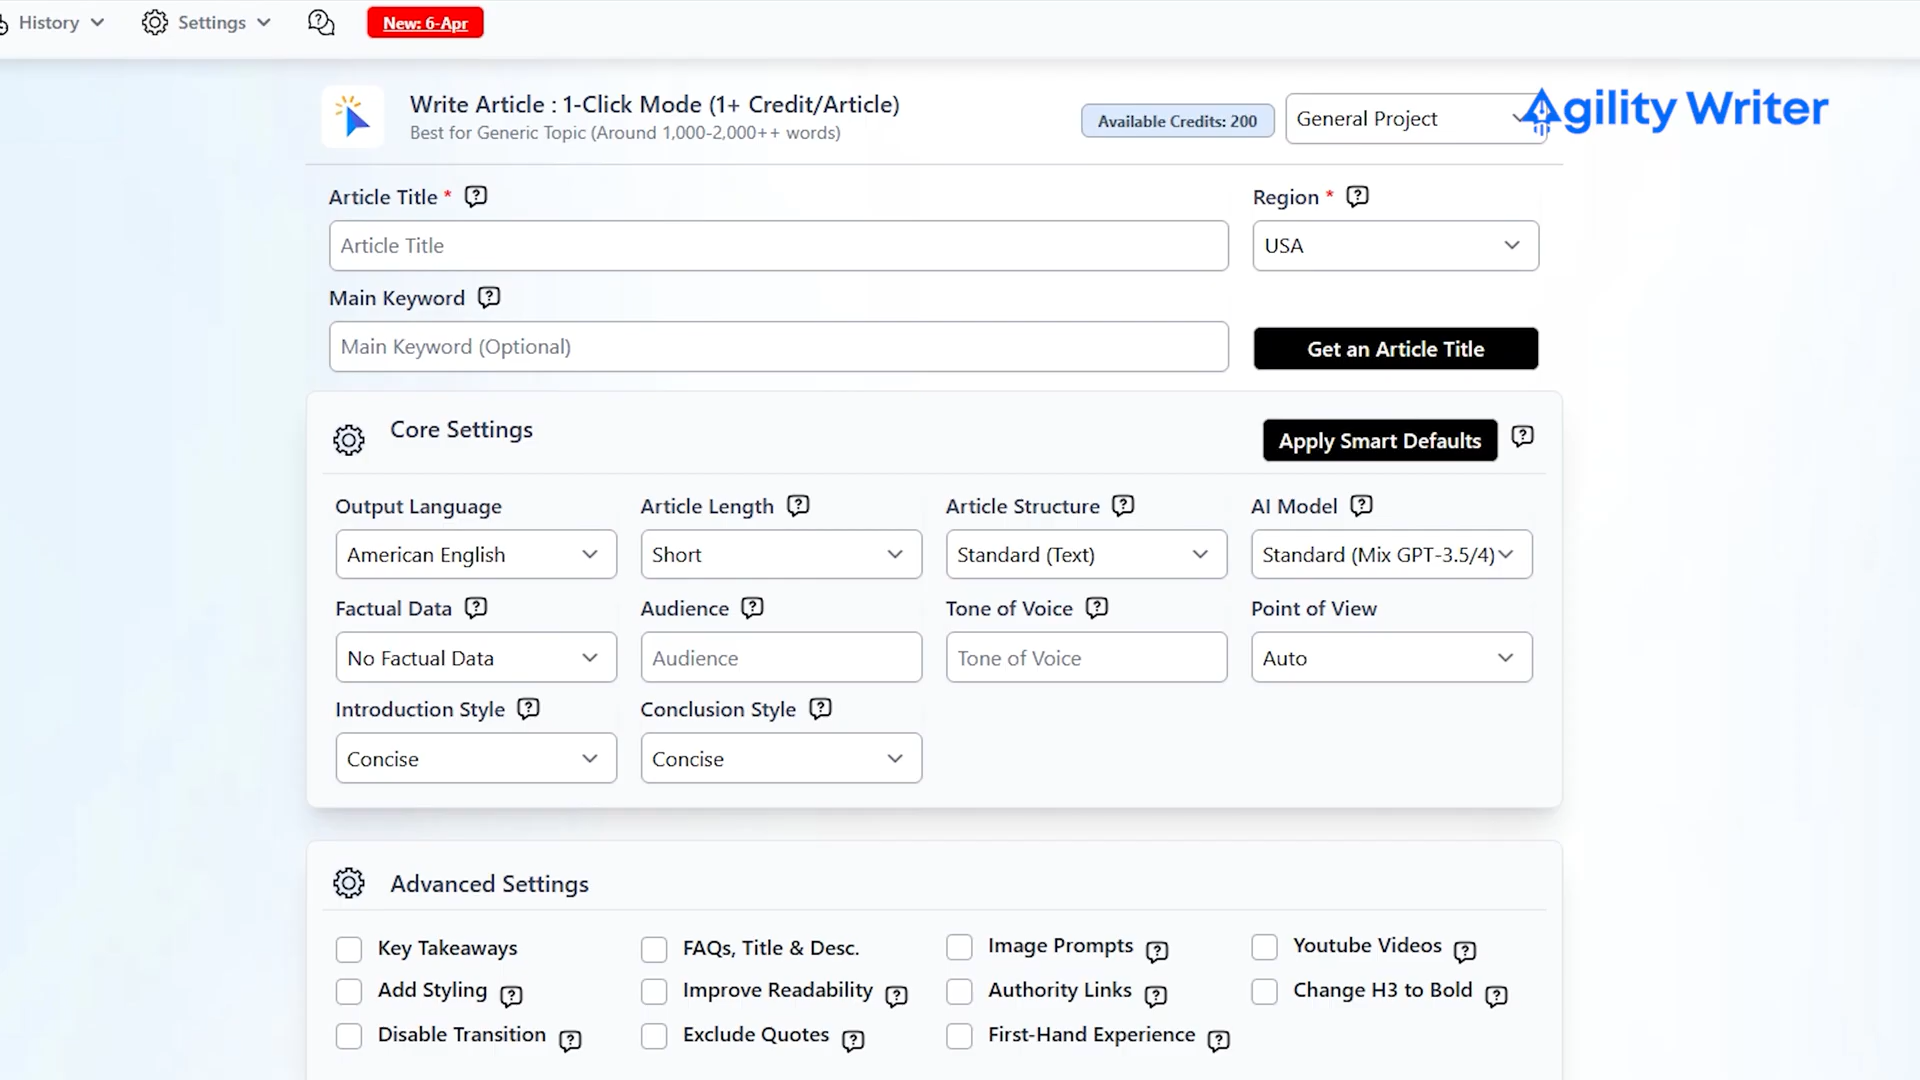 History
Settings
New: 6-Apr
Write Article : 1-Click Mode (1+ Credit/Article)
Best for Generic Topic (Around 1,000-2,000++ words)
Available Credits: 200
General Project
Agility Writer
Article Title *
Region *
Article Title
USA
Main Keyword
Main Keyword (Optional)
Get an Article Title
Core Settings
Apply Smart Defaults
Output Language
Article Length
Article Structure
AI Model
American English
Short
Standard (Text)
Standard (Mix GPT-3.5/4)
Factual Data
Audience
Tone of Voice
Point of View
No Factual Data
Audience
Tone of Voice
Auto
Introduction Style
Conclusion Style
Concise
Concise
Advanced Settings
Key Takeaways
FAQs, Title & Desc.
Image Prompts
Youtube Videos
Add Styling
Improve Readability
Authority Links
Change H3 to Bold
Disable Transition
Exclude Quotes
First-Hand Experience